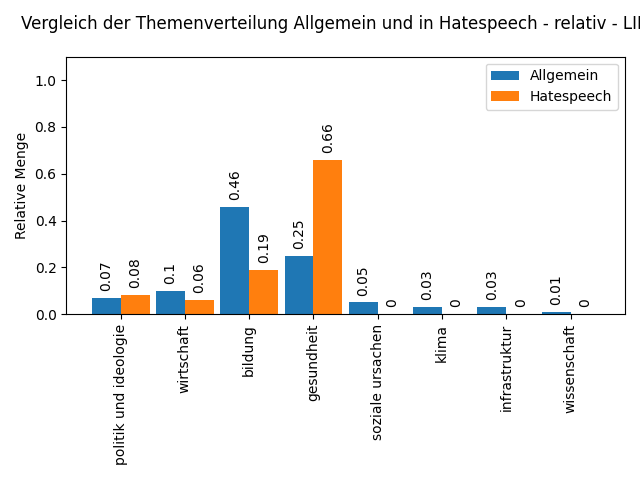 Vergleich der Themenverteilung Allgemein und in Hatespeech - relativ -
Allgemein
Hatespeech
Relative Menge
1.0
0.8
0.6
0.4
0.2
0.0
0.07
0.08
0.1
0.06
0.46
0.19
0.25
0.66
0.05
0
0.03
0
0.03
0
0.01
0
politik und ideologie
wirtschaft
bildung
gesundheit
soziale ursachen
klima
infrastruktur
wissenschaft